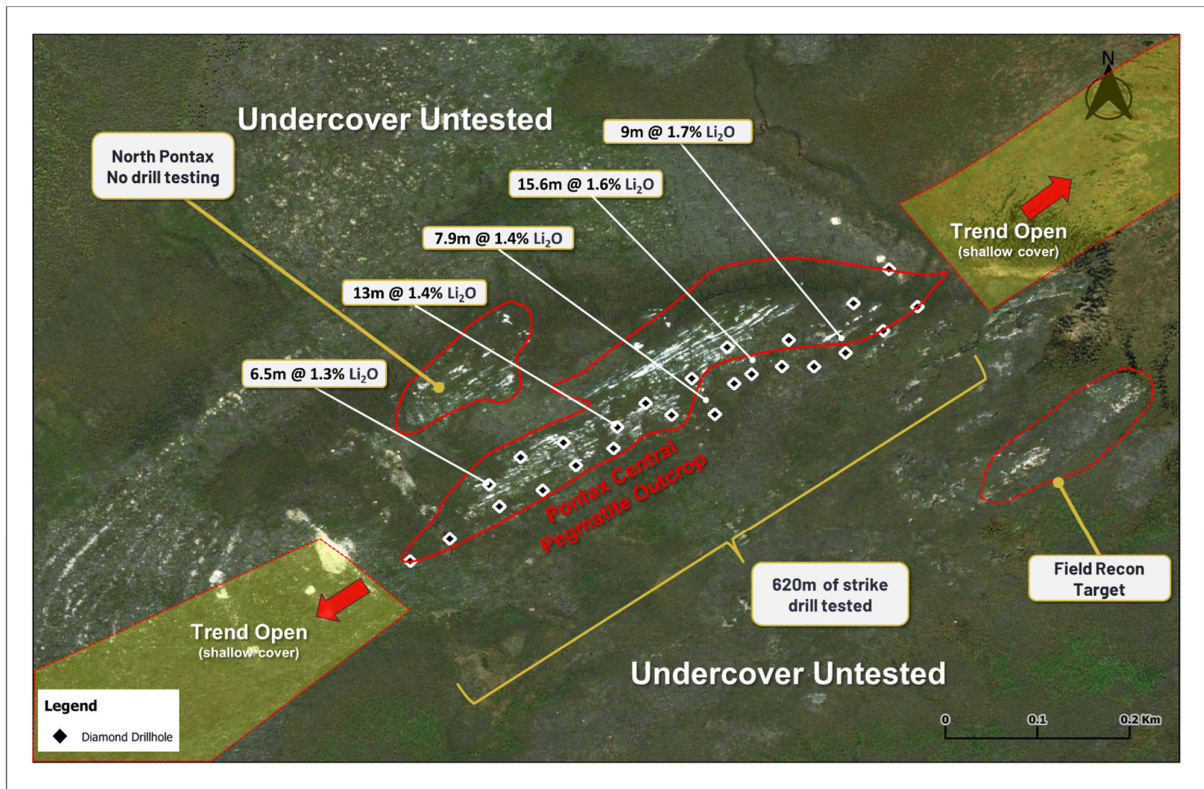 N
Undercover Untested
9m @ 1.7% Li₂O
North Pontax
No drill testing
15.6m @ 1.6% Li₂O
7.9m @ 1.4% Li₂O
Trend Open
(shallow cover)
13m @ 1.4% Li₂O
6.5m @ 1.3% Li₂O
Pontax Central
Pegmatite Outcrop
620m of strike
drill tested
Field Recon
Target
Trend Open
(shallow cover)
Undercover Untested
Legend
Diamond Drillhole
0 0.1 0.2 Km